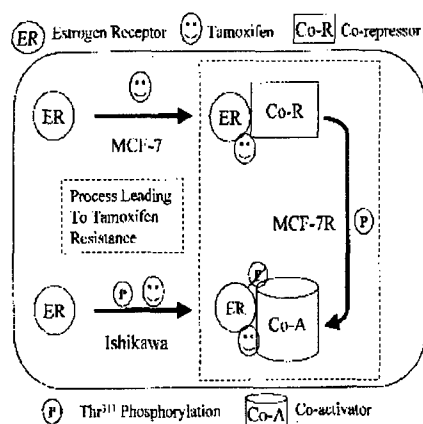 ER Estrogen Receptor Tamoxifen Co-R Co-repressor
ER MCF-7 ER Co-R
Process Leading
To Tamoxifen
Resistance
MCF-7R P
ER P Ishikawa P ER Co-A
P Thr³¹¹ Phosphorylation Co-A Co-activator